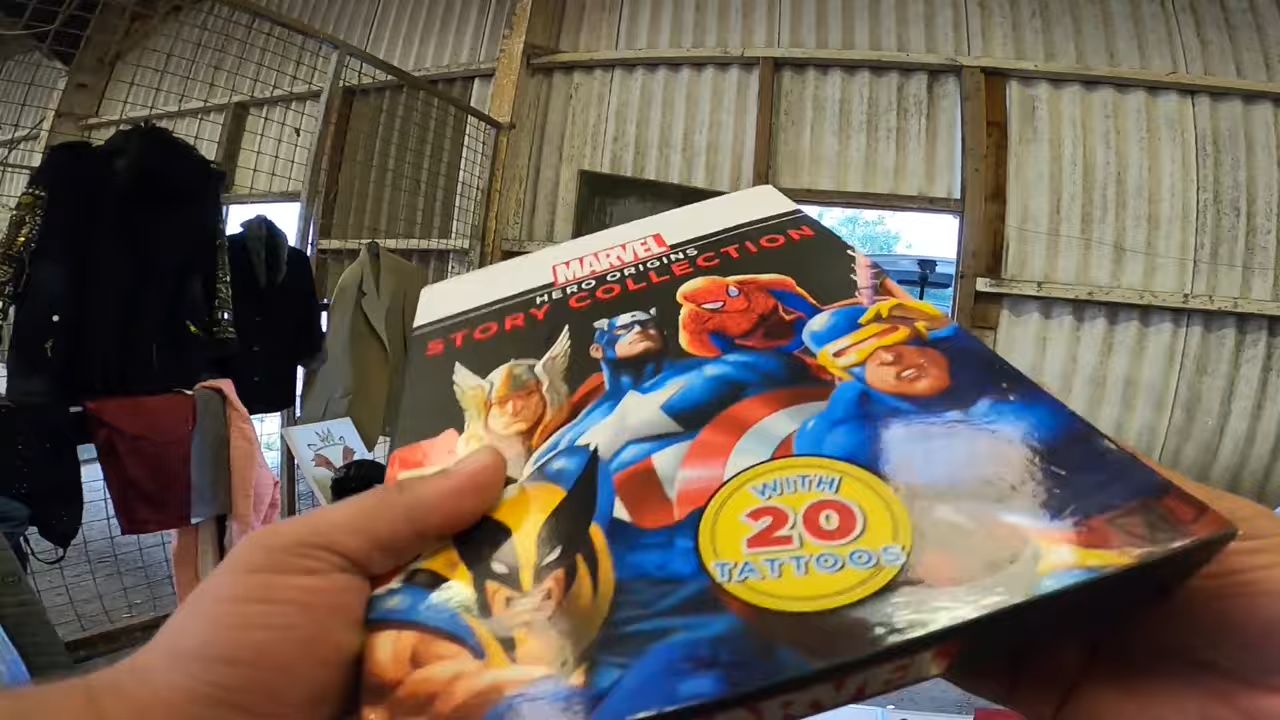 MARVEL
HERO ORIGINS
STORY COLLECTION
WITH
20
TATTOOS